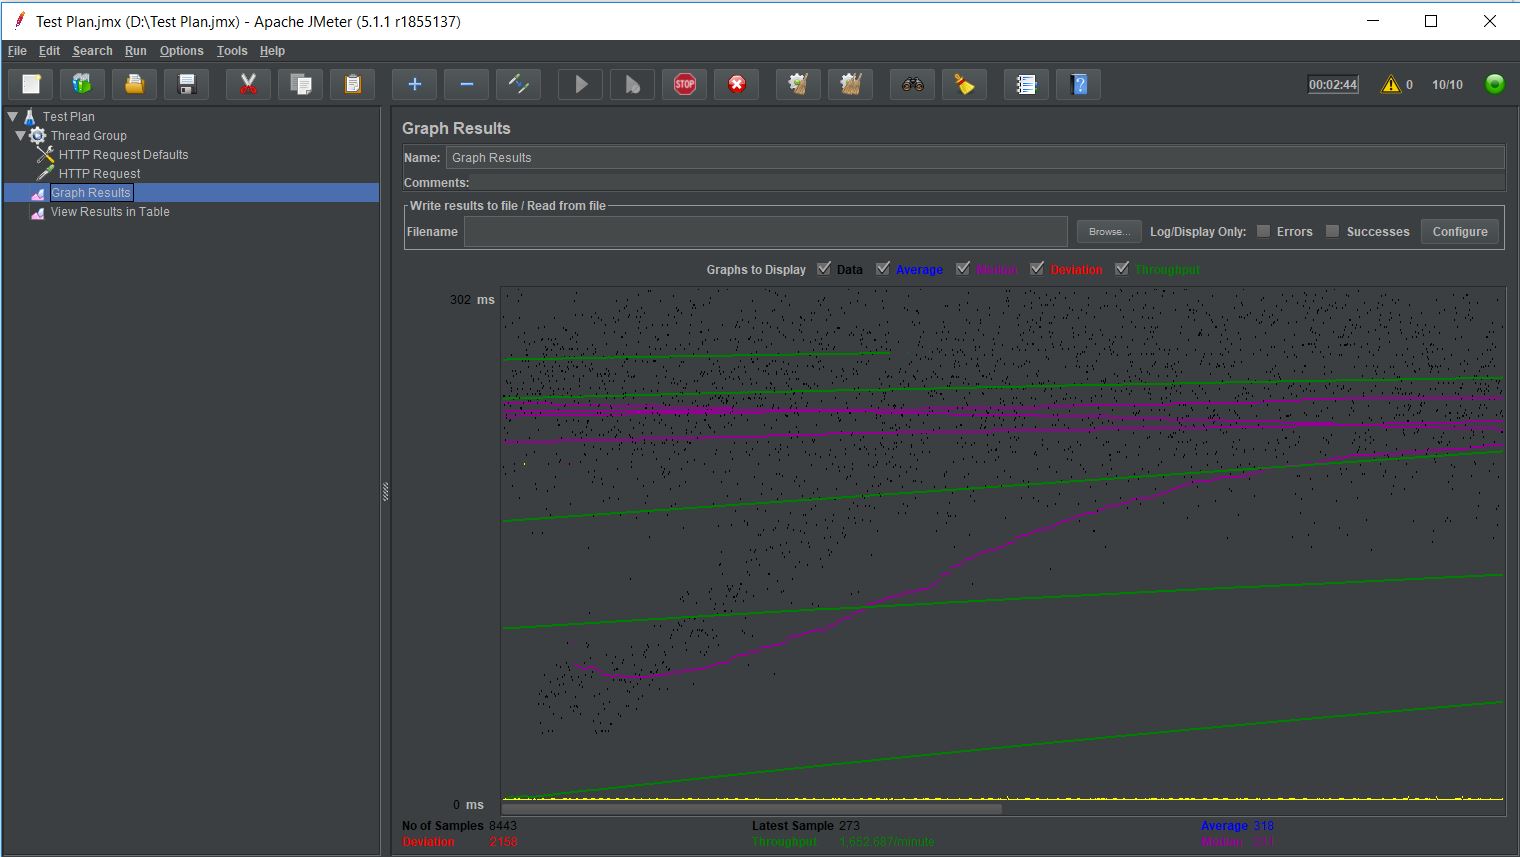 Test Plan.jmx (D:\Test Plan.jmx) - Apache JMeter (5.1.1 r1855137)
File Edit Search Run Options Tools Help
STOP 00:02:44 0 10/10
Test Plan
Thread Group
HTTP Request Defaults
HTTP Request
Graph Results
View Results in Table
Graph Results
Name: Graph Results
Comments:
Write results to file / Read from file
Filename Browse... Log/Display Only: Errors Successes Configure
Graphs to Display Data Average Median Deviation Throughput
302 ms
0 ms
No of Samples 8443 Latest Sample 273 Average 318
Deviation 2158 Throughput 1,652.687/minute Median